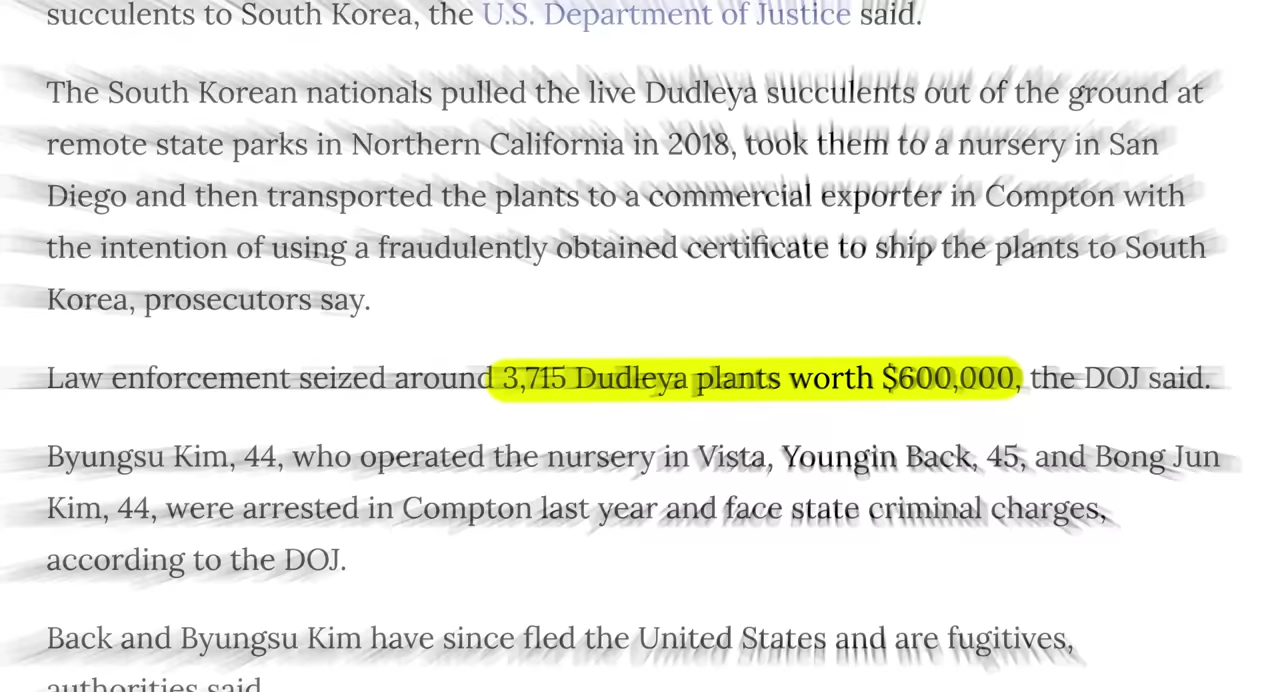 succulents to South Korea, the U.S. Department of Justice said.
The South Korean nationals pulled the live Dudleya succulents out of the ground at
remote state parks in Northern California in 2018, took them to a nursery in San
Diego and then transported the plants to a commercial exporter in Compton with
the intention of using a fraudulently obtained certificate to ship the plants to South
Korea, prosecutors say.
Law enforcement seized around 3,715 Dudleya plants worth $600,000, the DOJ said.
Byungsu Kim, 44, who operated the nursery in Vista, Youngin Back, 45, and Bong Jun
Kim, 44, were arrested in Compton last year and face state criminal charges,
according to the DOJ.
Back and Byungsu Kim have since fled the United States and are fugitives,
authorities said